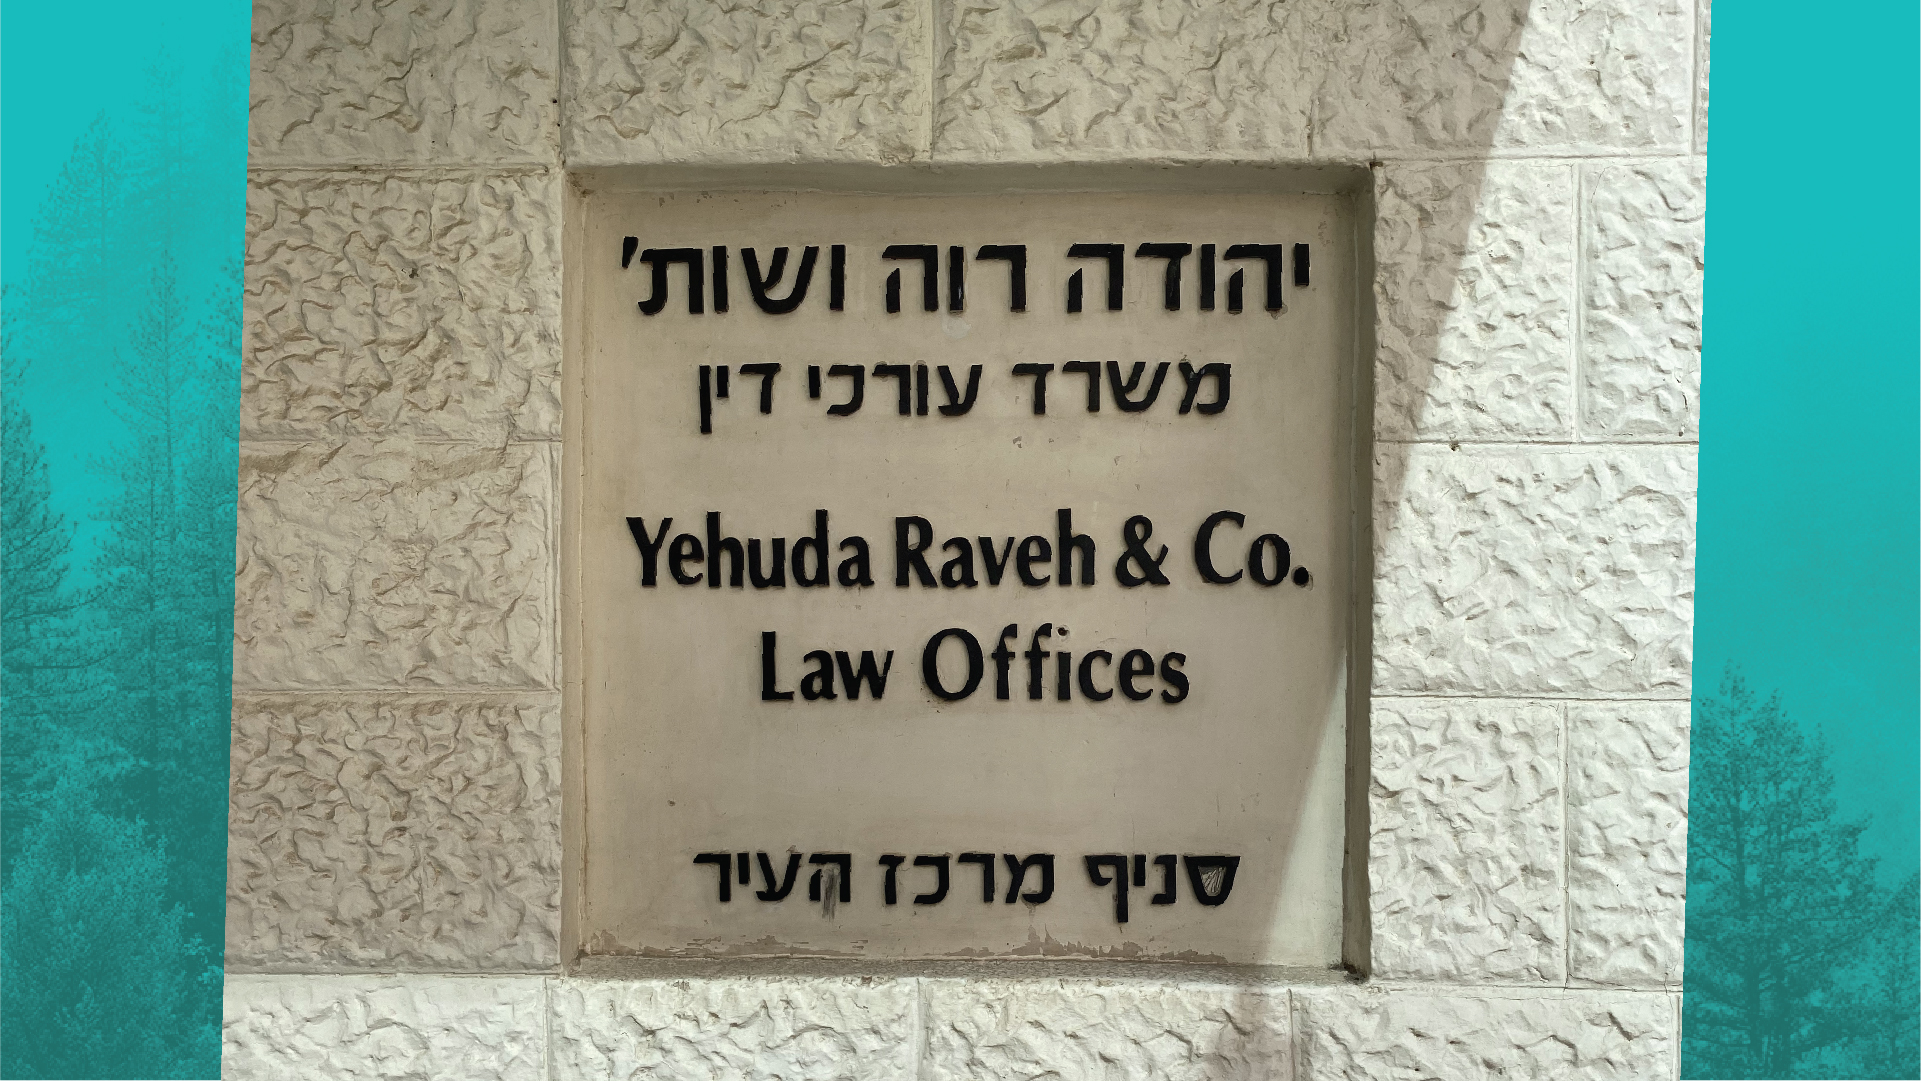 יהודה רוה ושות'
משרד עורכי דין
Yehuda Raveh & Co.
Law Offices
סניף מרכז העיר